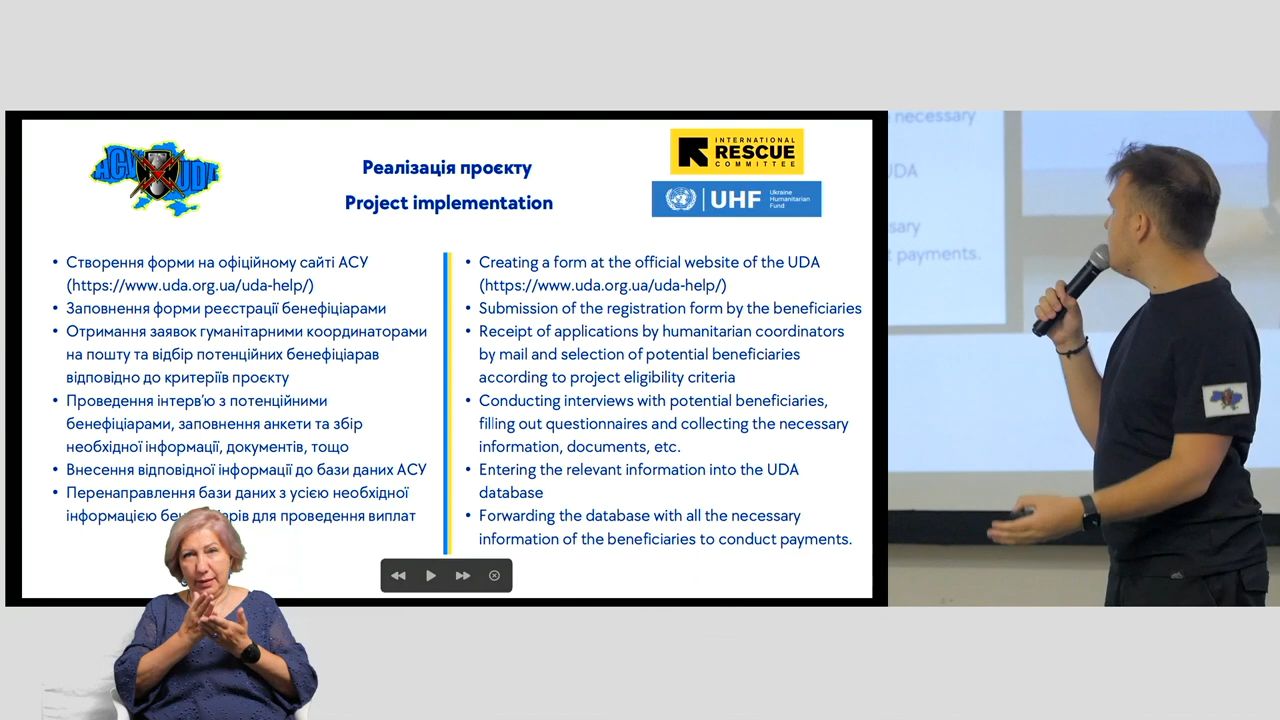 АСУ UDA
Реалізація проєкту
Project implementation
INTERNATIONAL
RESCUE
COMMITTEE
UHF
Ukraine
Humanitarian
Fund
• Створення форми на офіційному сайті АСУ
(https://www.uda.org.ua/uda-help/)
• Заповнення форми реєстрації бенефіціарами
• Отримання заявок гуманітарними координаторами
на пошту та відбір потенційних бенефіціарав
відповідно до критеріїв проєкту
• Проведення інтерв'ю з потенційними
бенефіціарами, заповнення анкети та збір
необхідної інформації, документів, тощо
• Внесення відповідної інформації до бази даних АСУ
• Перенаправлення бази даних з усією необхідної
інформацією для проведення виплат
• Creating a form at the official website of the UDA
(https://www.uda.org.ua/uda-help/)
• Submission of the registration form by the beneficiaries
• Receipt of applications by humanitarian coordinators
by mail and selection of potential beneficiaries
according to project eligibility criteria
• Conducting interviews with potential beneficiaries,
filling out questionnaires and collecting the necessary
information, documents, etc.
• Entering the relevant information into the UDA
database
• Forwarding the database with all the necessary
information of the beneficiaries to conduct payments.
necessary
UDA
payments.